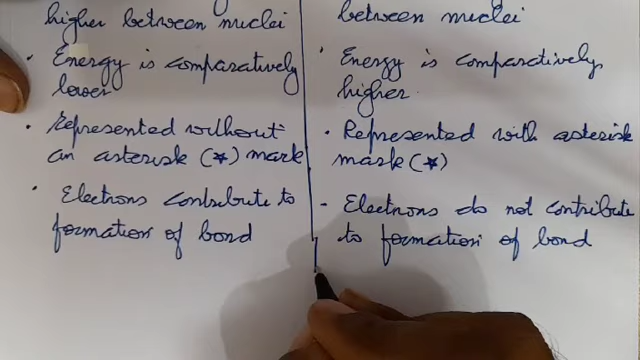 higher between nuclei
• Energy is comparatively
lower
• Represented without
an asterisk (*) mark
• Electrons contribute to
formation of bond
between nuclei
• Energy is comparatively
higher
• Represented with asterisk
mark (*)
- Electrons do not contribute
to formation of bond